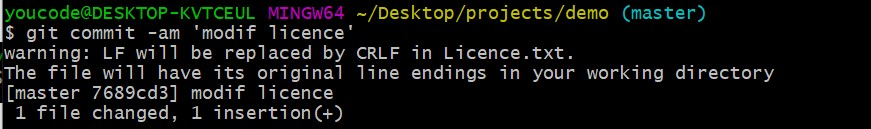 youcode@DESKTOP-KVTCEUL MINGW64 ~/Desktop/projects/demo (master)
$ git commit -am 'modif licence'
warning: LF will be replaced by CRLF in Licence.txt.
The file will have its original line endings in your working directory
[master 7689cd3] modif licence
 1 file changed, 1 insertion(+)